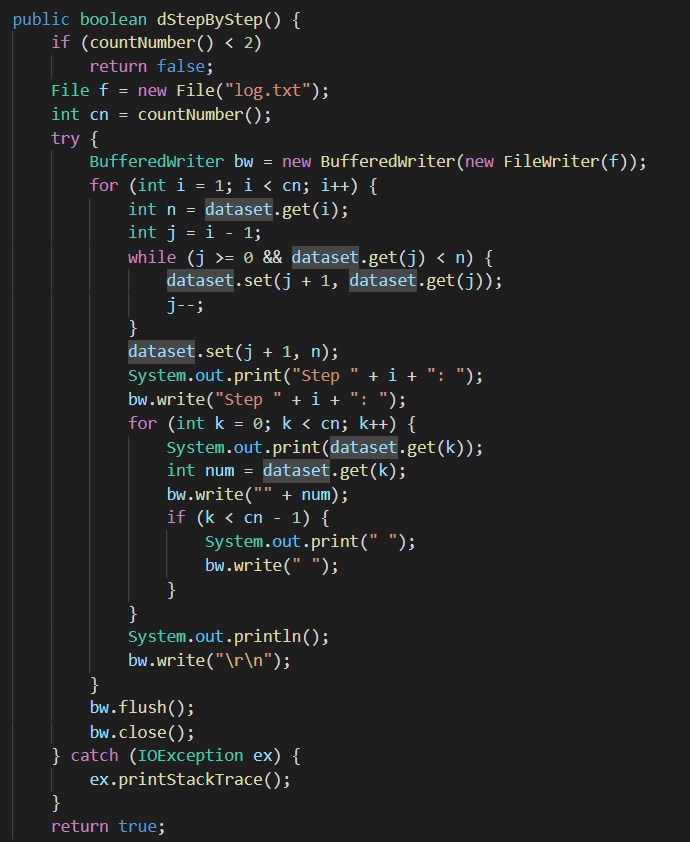 public boolean dStepByStep() {
    if (countNumber() < 2)
        return false;
    File f = new File("log.txt");
    int cn = countNumber();
    try {
        BufferedWriter bw = new BufferedWriter(new FileWriter(f));
        for (int i = 1; i < cn; i++) {
            int n = dataset.get(i);
            int j = i - 1;
            while (j >= 0 && dataset.get(j) < n) {
                dataset.set(j + 1, dataset.get(j));
                j--;
            }
            dataset.set(j + 1, n);
            System.out.print("Step " + i + ": ");
            bw.write("Step " + i + ": ");
            for (int k = 0; k < cn; k++) {
                System.out.print(dataset.get(k));
                int num = dataset.get(k);
                bw.write("" + num);
                if (k < cn - 1) {
                    System.out.print(" ");
                    bw.write(" ");
                }
            }
            System.out.println();
            bw.write("\r\n");
        }
        bw.flush();
        bw.close();
    } catch (IOException ex) {
        ex.printStackTrace();
    }
    return true;